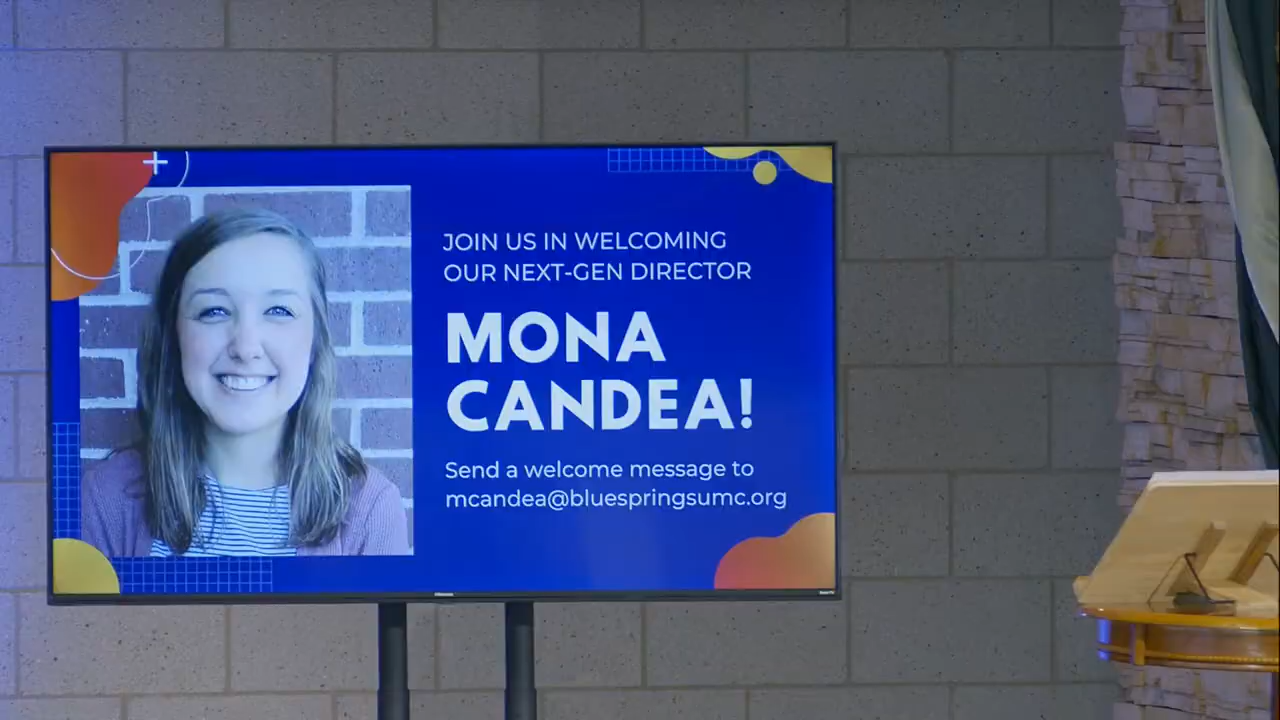 JOIN US IN WELCOMING
OUR NEXT-GEN DIRECTOR
MONA
CANDEA!
Send a welcome message to
mcandea@bluespringsumc.org